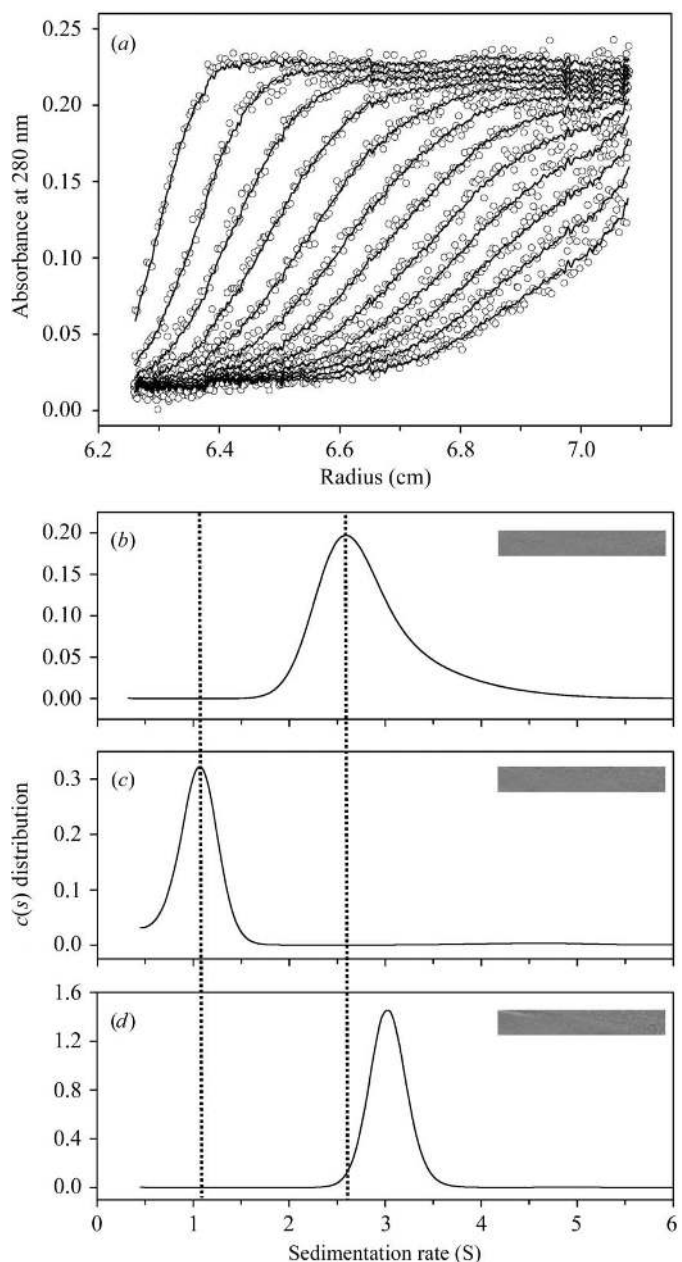 (a)
Absorbance at 280 nm
0.25
0.20
0.15
0.10
0.05
0.00
6.2 6.4 6.6 6.8 7.0
Radius (cm)
c(s) distribution
(b)
0.20
0.15
0.10
0.05
0.00
(c)
0.3
0.2
0.1
0.0
(d)
1.6
1.2
0.8
0.4
0.0
0 1 2 3 4 5 6
Sedimentation rate (S)